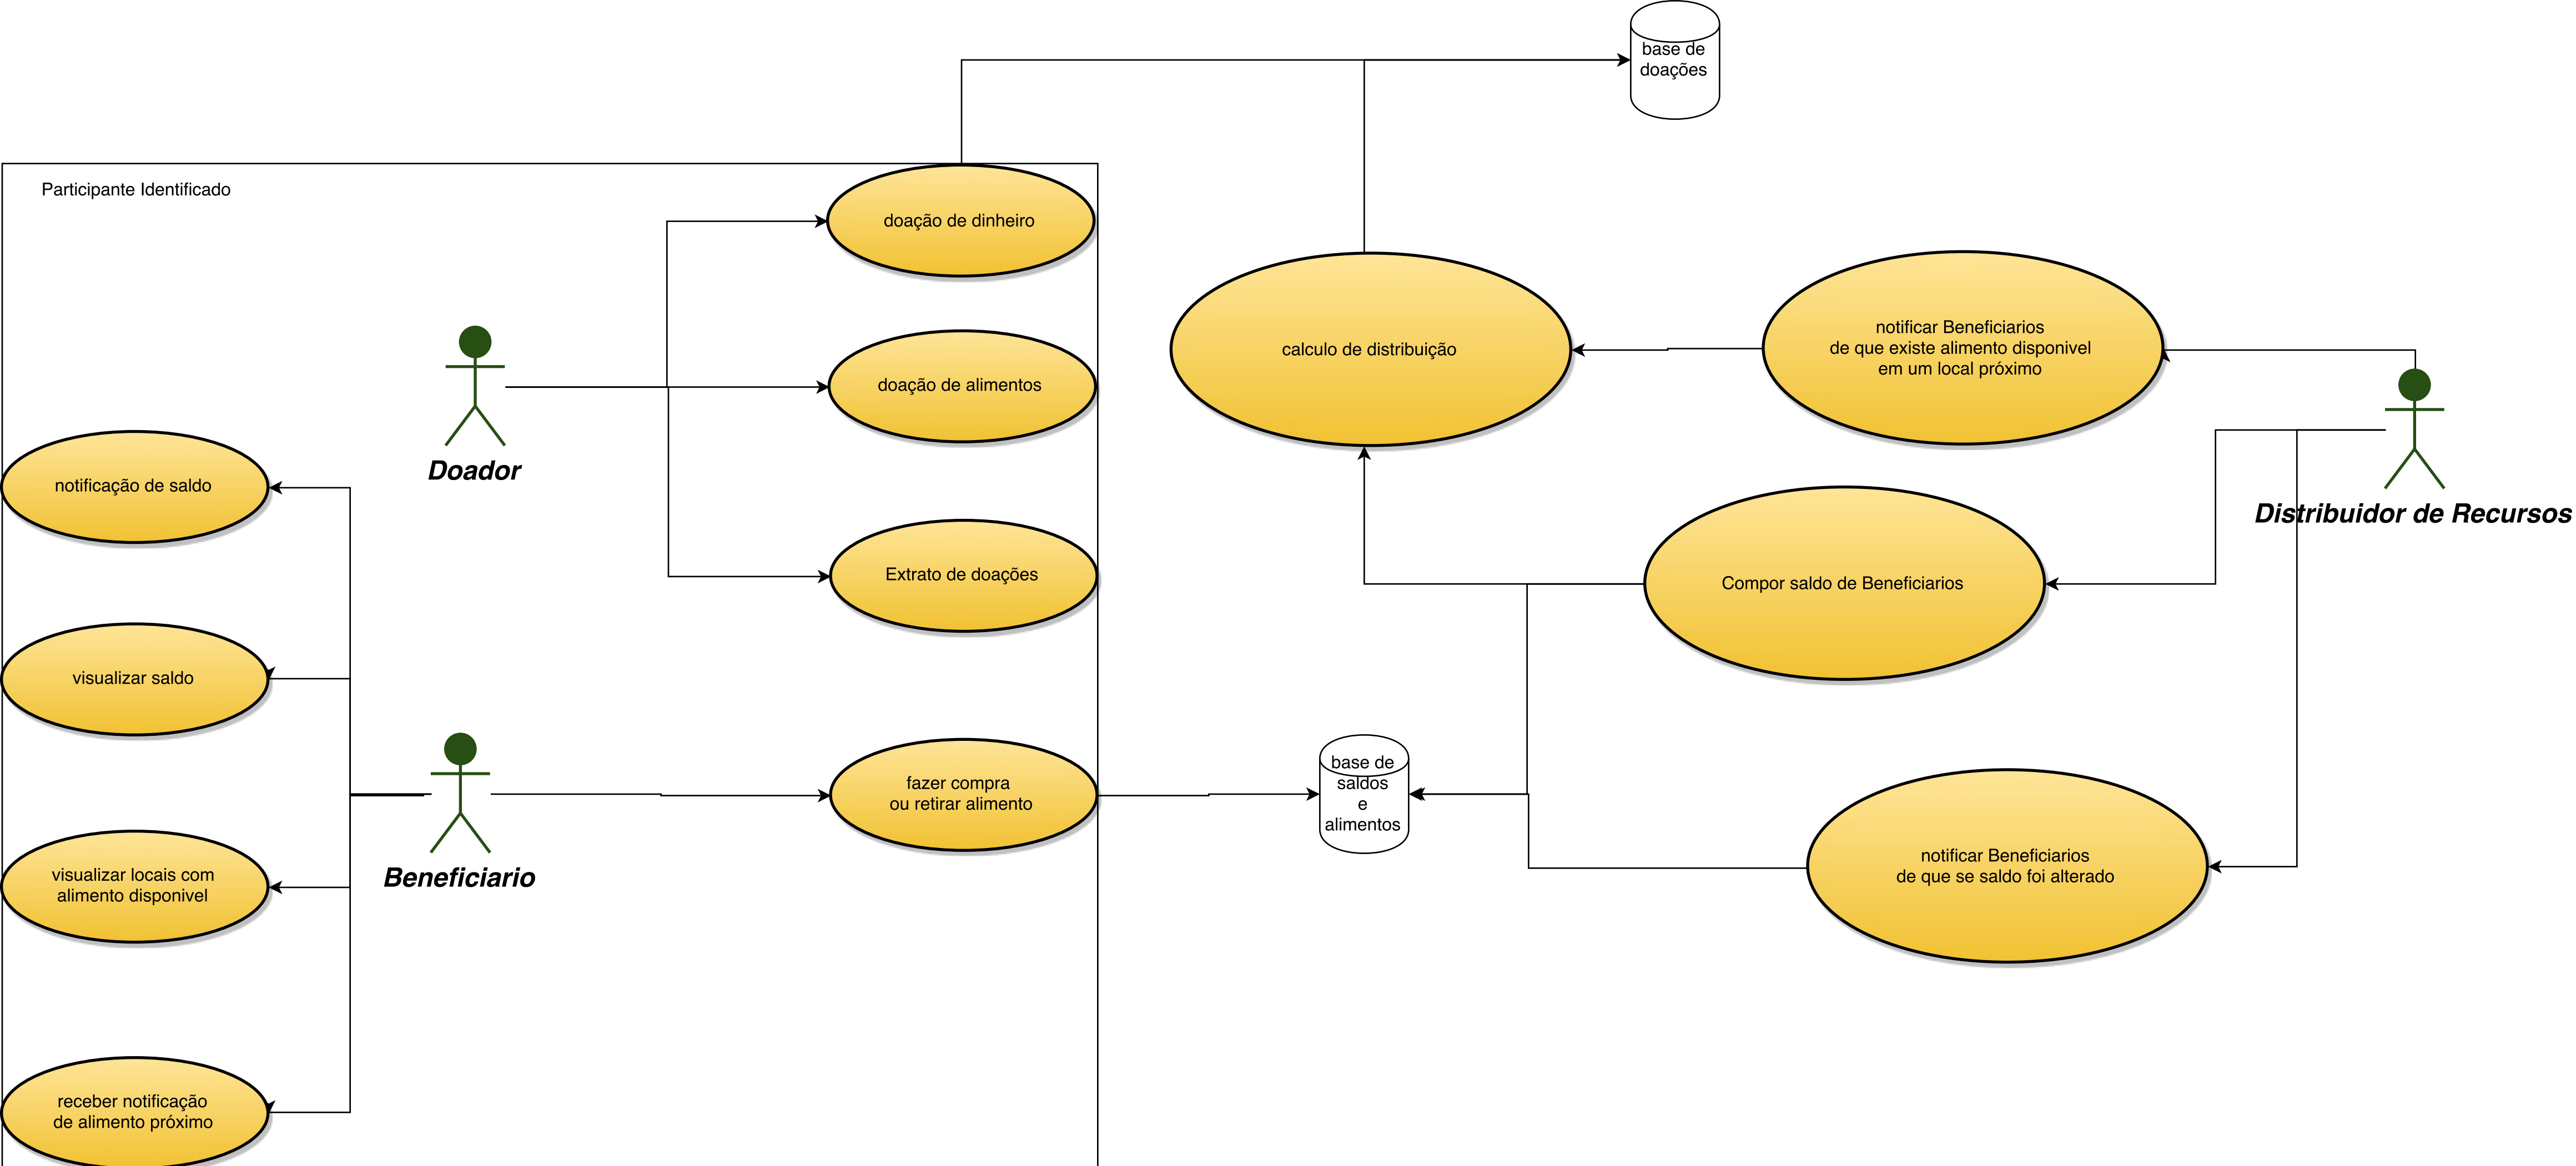 base de
doações
Participante Identificado
doação de dinheiro
doação de alimentos
Extrato de doações
Doador
notificação de saldo
visualizar saldo
visualizar locais com
alimento disponivel
receber notificação
de alimento próximo
Beneficiario
fazer compra
ou retirar alimento
calculo de distribuição
notificar Beneficiarios
de que existe alimento disponivel
em um local próximo
Distribuidor de Recursos
Compor saldo de Beneficiarios
base de
saldos
e
alimentos
notificar Beneficiarios
de que se saldo foi alterado